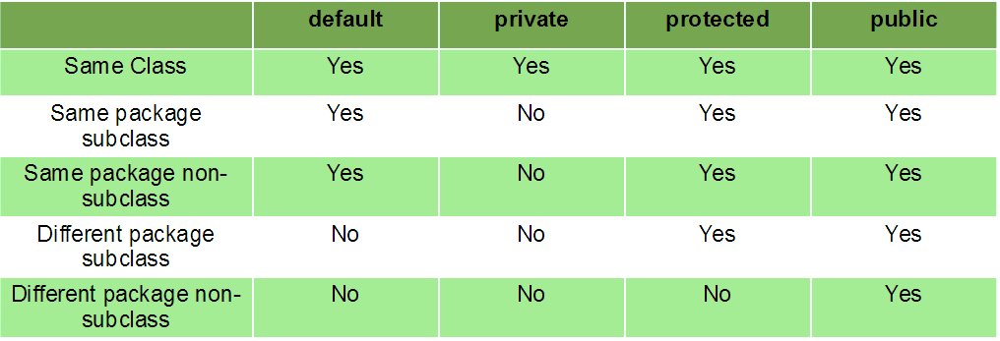 default private protected public
Same Class Yes Yes Yes Yes
Same package
subclass Yes No Yes Yes
Same package non-
subclass Yes No Yes Yes
Different package
subclass No No Yes Yes
Different package non-
subclass No No No Yes